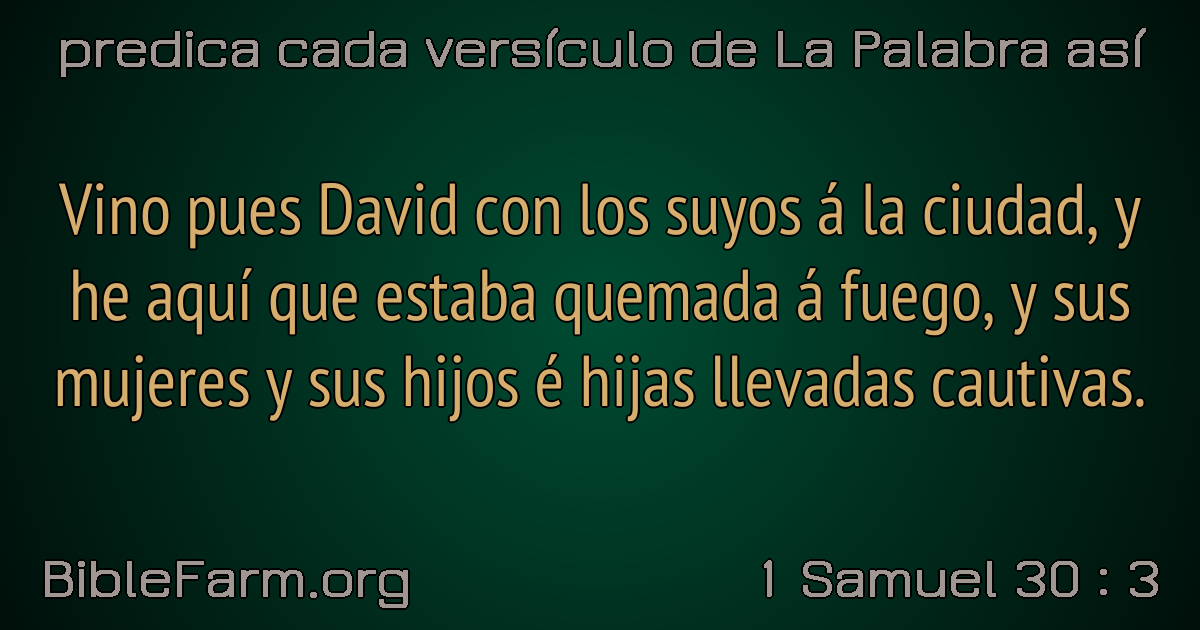 predica cada versículo de La Palabra así
Vino pues David con los suyos á la ciudad, y
he aquí que estaba quemada á fuego, y sus
mujeres y sus hijos é hijas llevadas cautivas.
BibleFarm.org
1 Samuel 30 : 3